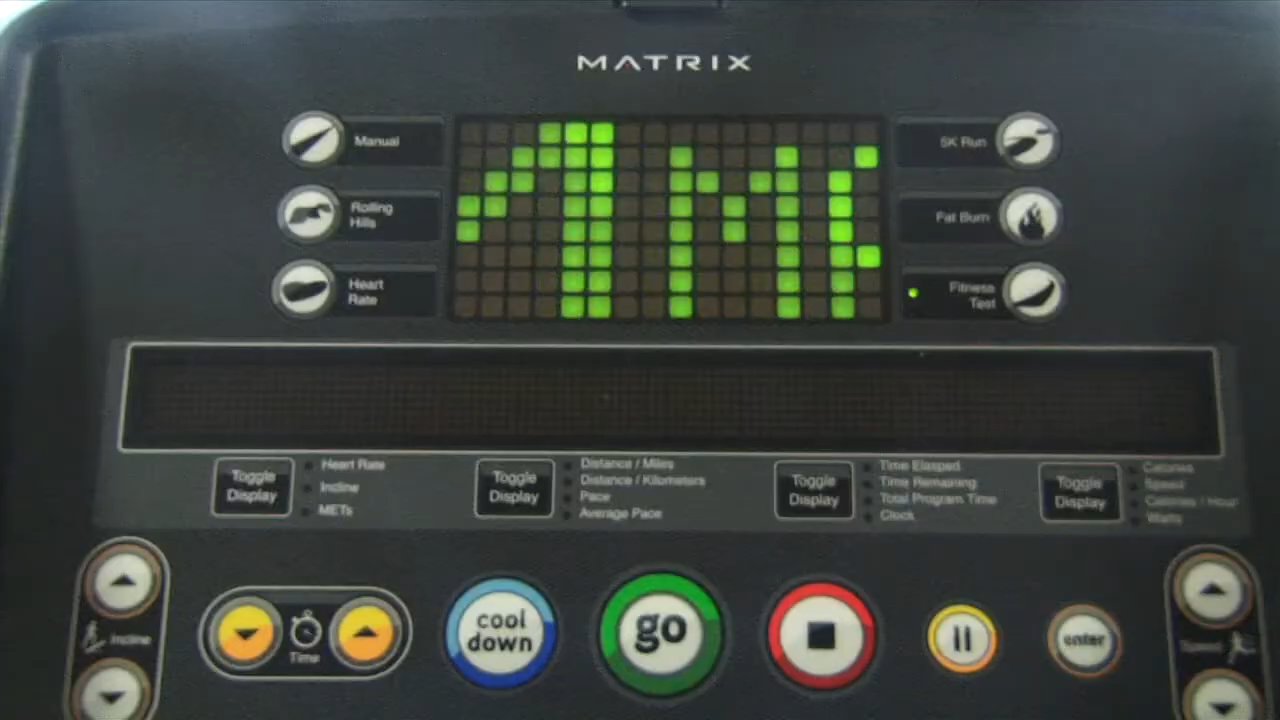 MATRIX
Manual
5K Run
Rolling
Hills
Fat Burn
Heart
Rate
Fitness
Test
Toggle
Display
Heart Rate
Incline
METs
Toggle
Display
Distance / Miles
Distance / Kilometers
Pace
Average Pace
Toggle
Display
Time Elapsed
Time Remaining
Total Program Time
Clock
Toggle
Display
Calories
Speed
Calories / Hour
Watts
Incline
Time
cool
down
go
enter
Speed